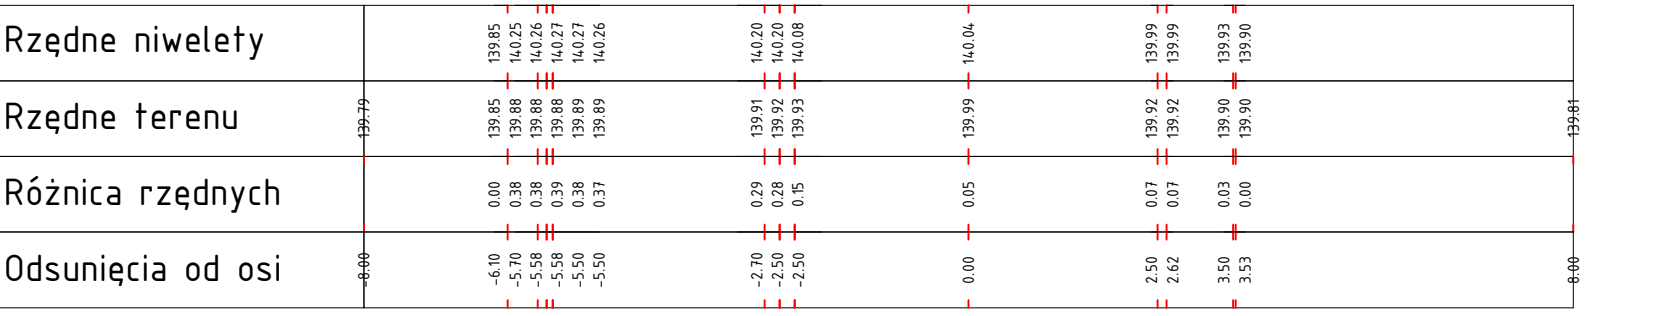 Rzędne niwelety 139.85 140.25 140.26 140.27 140.27 140.26 140.20 140.20 140.08 140.04 139.99 139.99 139.93 139.90
Rzędne terenu 139.79 139.85 139.88 139.88 139.88 139.89 139.89 139.91 139.92 139.93 139.99 139.92 139.92 139.90 139.90 139.81
Różnica rzędnych 0.00 0.38 0.38 0.39 0.38 0.37 0.29 0.28 0.15 0.05 0.07 0.07 0.03 0.00
Odsunięcia od osi -8.00 -6.10 -5.70 -5.58 -5.58 -5.50 -5.50 -2.70 -2.50 -2.50 0.00 2.50 2.62 3.50 3.53 8.00